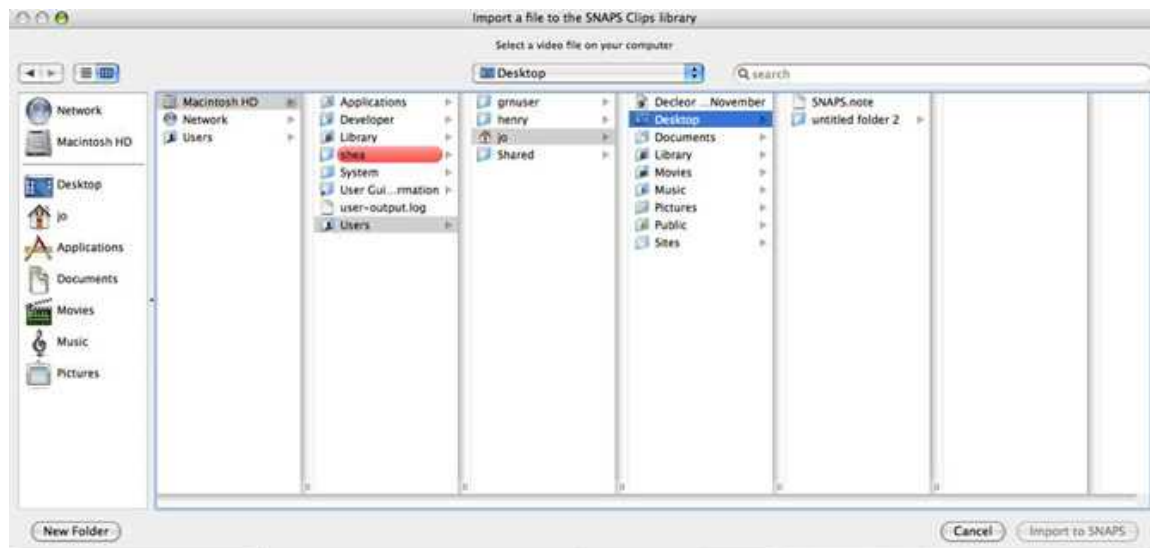 Import a file to the SNAPS Clips library
Select a video file on your computer
Desktop
search
Network
Macintosh HD
Desktop
jo
Applications
Documents
Movies
Music
Pictures
Macintosh HD
Network
Users
Applications
Developer
Library
shea
System
User Gui...rmation
user-output.log
Users
grnuser
henry
jo
Shared
Decleor ...November
Desktop
Documents
Library
Movies
Music
Pictures
Public
Sites
SNAPS.note
untitled folder 2
New Folder
Cancel
Import to SNAPS